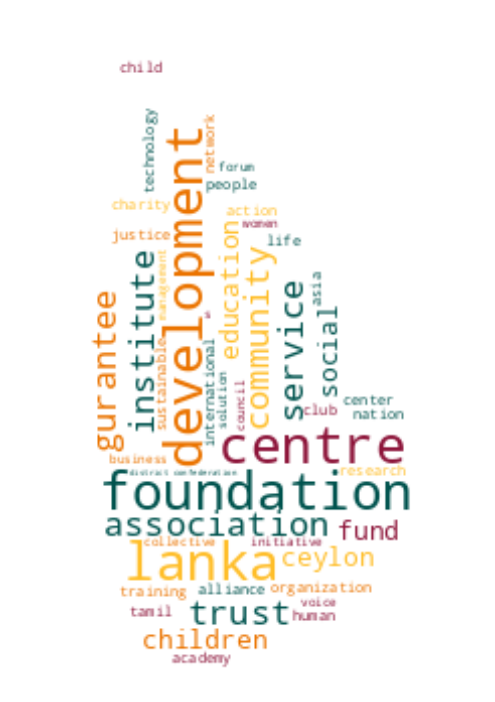 child
technology
network
development
forum
people
charity
action
women
justice
life
education
community
institute
management
asia
service
social
gurantee
sustainable
international
solution
council
club
center
nation
centre
business
district confederation
research
foundation
association
fund
collective
initiative
lanka
ceylon
training
alliance
organization
tamil
trust
voice
human
children
academy